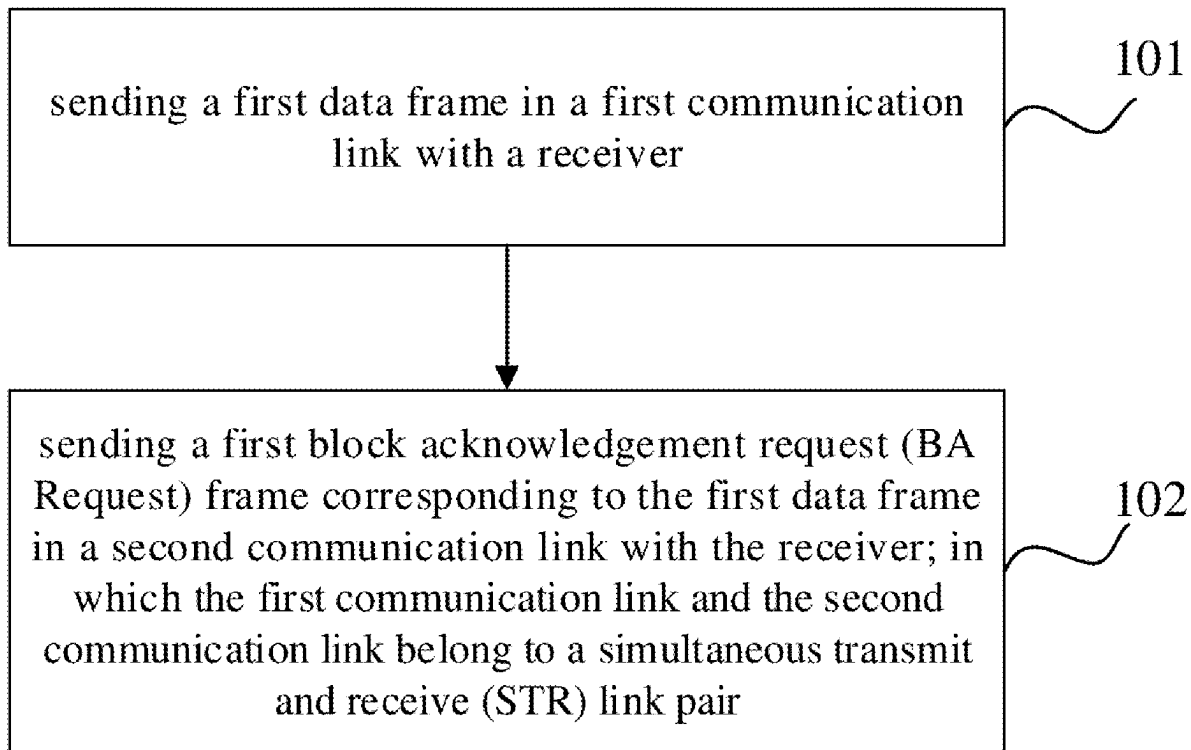 sending a first data frame in a first communication
link with a receiver
101
sending a first block acknowledgement request (BA
Request) frame corresponding to the first data frame
in a second communication link with the receiver; in
which the first communication link and the second
communication link belong to a simultaneous transmit
and receive (STR) link pair
102